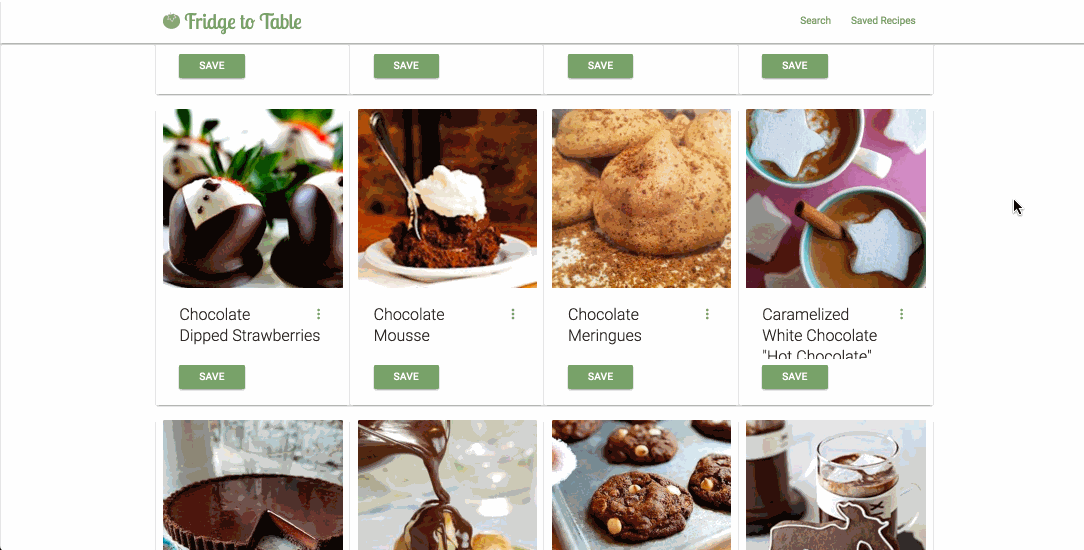 Fridge to Table
Search Saved Recipes
SAVE SAVE SAVE SAVE
Chocolate
Dipped Strawberries
Chocolate
Mousse
Chocolate
Meringues
Caramelized
White Chocolate
"Hot Chocolate"
SAVE SAVE SAVE SAVE